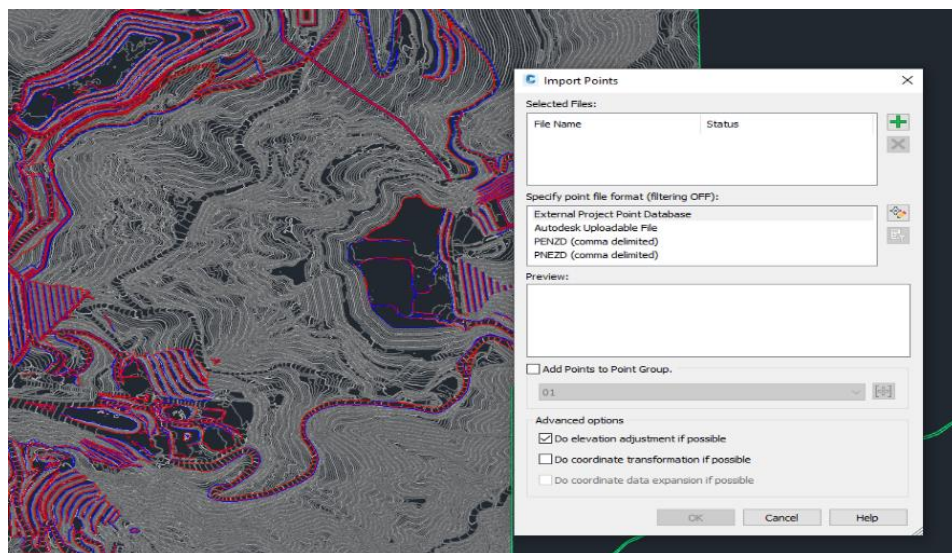 Import Points
Selected Files:
File Name Status
Specify point file format (filtering OFF):
External Project Point Database
Autodesk Uploadable File
PENZD (comma delimited)
PNEZD (comma delimited)
Preview:
Add Points to Point Group.
01
Advanced options
Do elevation adjustment if possible
Do coordinate transformation if possible
Do coordinate data expansion if possible
OK Cancel Help